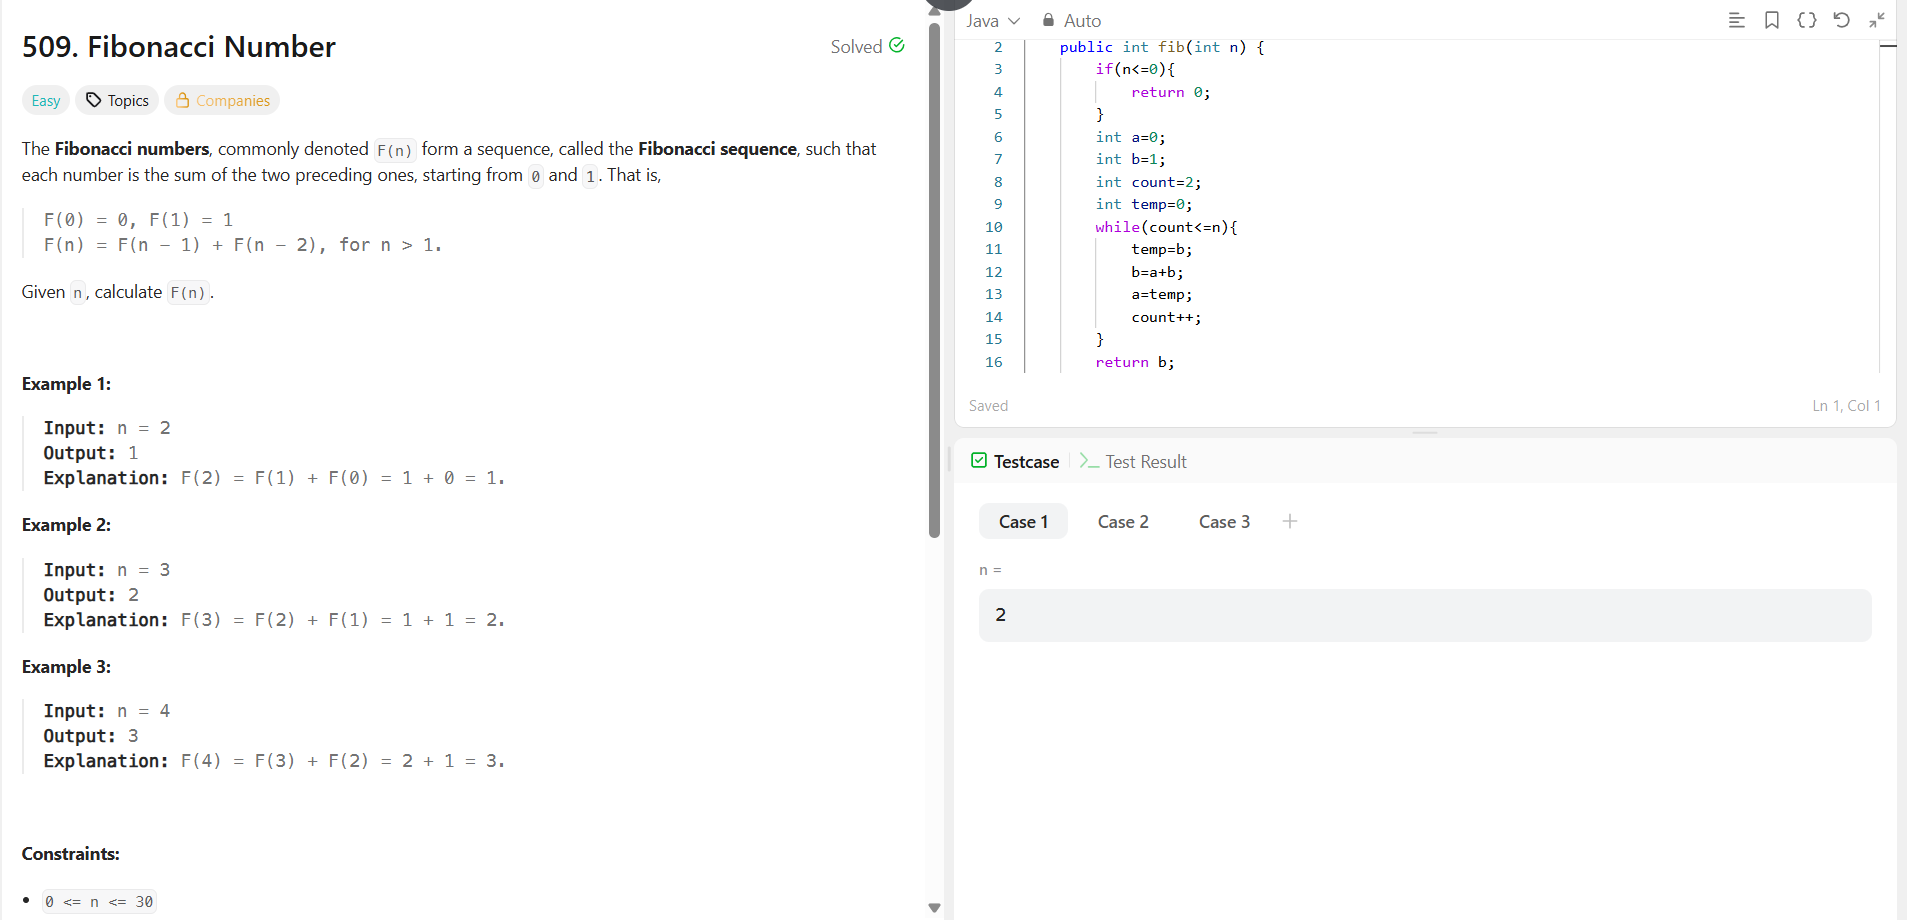 509. Fibonacci Number
Solved
Easy
Topics
Companies
The Fibonacci numbers, commonly denoted F(n) form a sequence, called the Fibonacci sequence, such that
each number is the sum of the two preceding ones, starting from 0 and 1. That is,
F(0) = 0, F(1) = 1
F(n) = F(n - 1) + F(n - 2), for n > 1.
Given n, calculate F(n).
Example 1:
Input: n = 2
Output: 1
Explanation: F(2) = F(1) + F(0) = 1 + 0 = 1.
Example 2:
Input: n = 3
Output: 2
Explanation: F(3) = F(2) + F(1) = 1 + 1 = 2.
Example 3:
Input: n = 4
Output: 3
Explanation: F(4) = F(3) + F(2) = 2 + 1 = 3.
Constraints:
• 0 <= n <= 30
Java
Auto
2 public int fib(int n) {
3 if(n<=0){
4 return 0;
5 }
6 int a=0;
7 int b=1;
8 int count=2;
9 int temp=0;
10 while(count<=n){
11 temp=b;
12 b=a+b;
13 a=temp;
14 count++;
15 }
16 return b;
Saved
Ln 1, Col 1
Testcase
Test Result
Case 1
Case 2
Case 3
+
n =
2